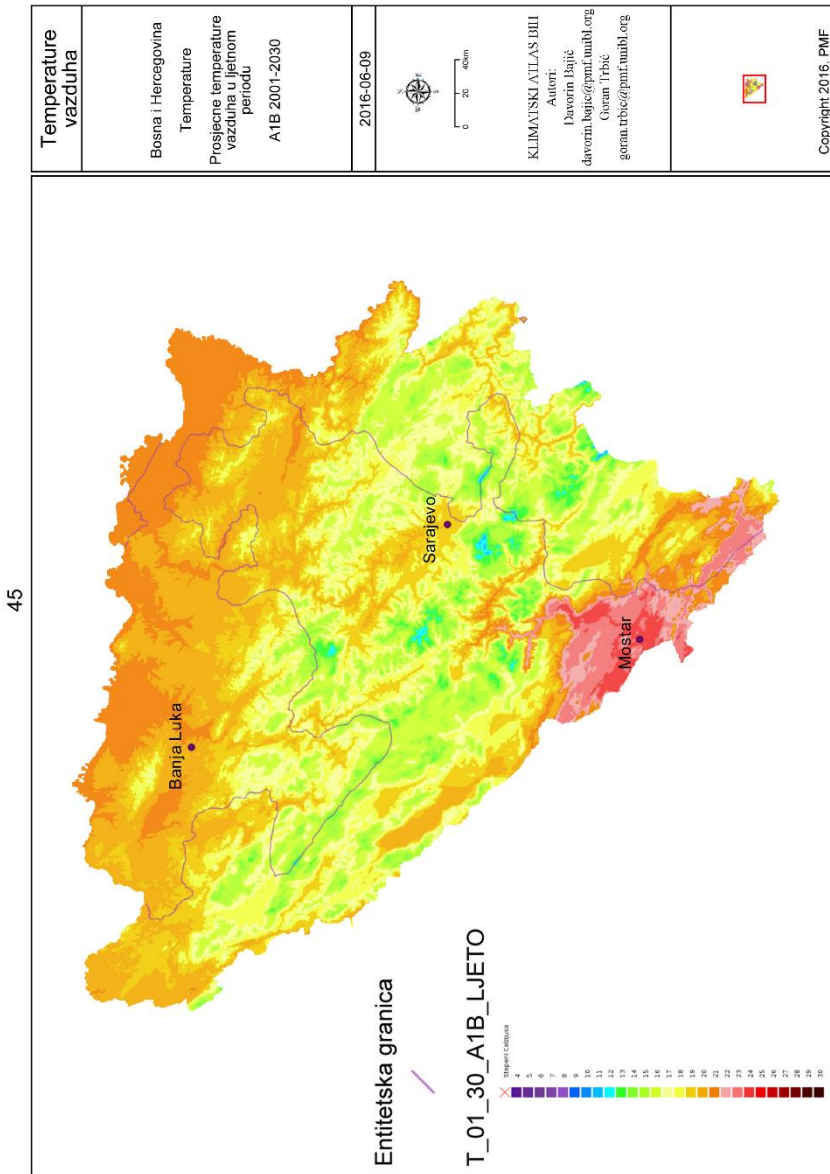 45
Temperature
vazduha
Bosna i Hercegovina
Temperature
Prosjecne temperature
vazduha u ljetnom
periodu
A1B 2001-2030
2016-06-09
N
W E
S
0 20 40km
KLIMATSKI ATLAS BIH
Autori:
Davorin Bajić
davorin.bajic@pmf.unibl.org
Goran Trbić
goran.trbic@pmf.unibl.org
Copyright 2016. PMF
Banja Luka
Sarajevo
Mostar
Entitetska granica
T_01_30_A1B_LJETO
Stepeni Celzijusa
4
5
6
7
8
9
10
11
12
13
14
15
16
17
18
19
20
21
22
23
24
25
26
27
28
29
30